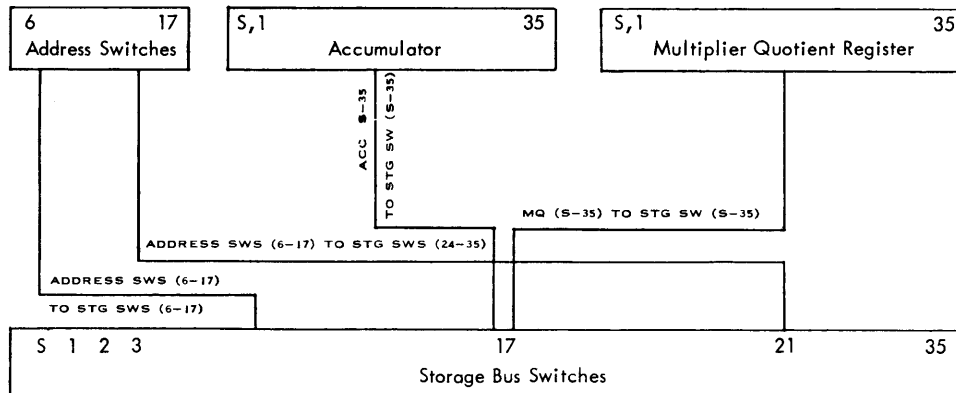 6 17
Address Switches
S,1 35
Accumulator
S,1 35
Multiplier Quotient Register
ACC S-35
TO STG SW (S-35)
MQ (S-35) TO STG SW (S-35)
ADDRESS SWS (6-17) TO STG SWS (24-35)
ADDRESS SWS (6-17)
TO STG SWS (6-17)
S 1 2 3 17 21 35
Storage Bus Switches